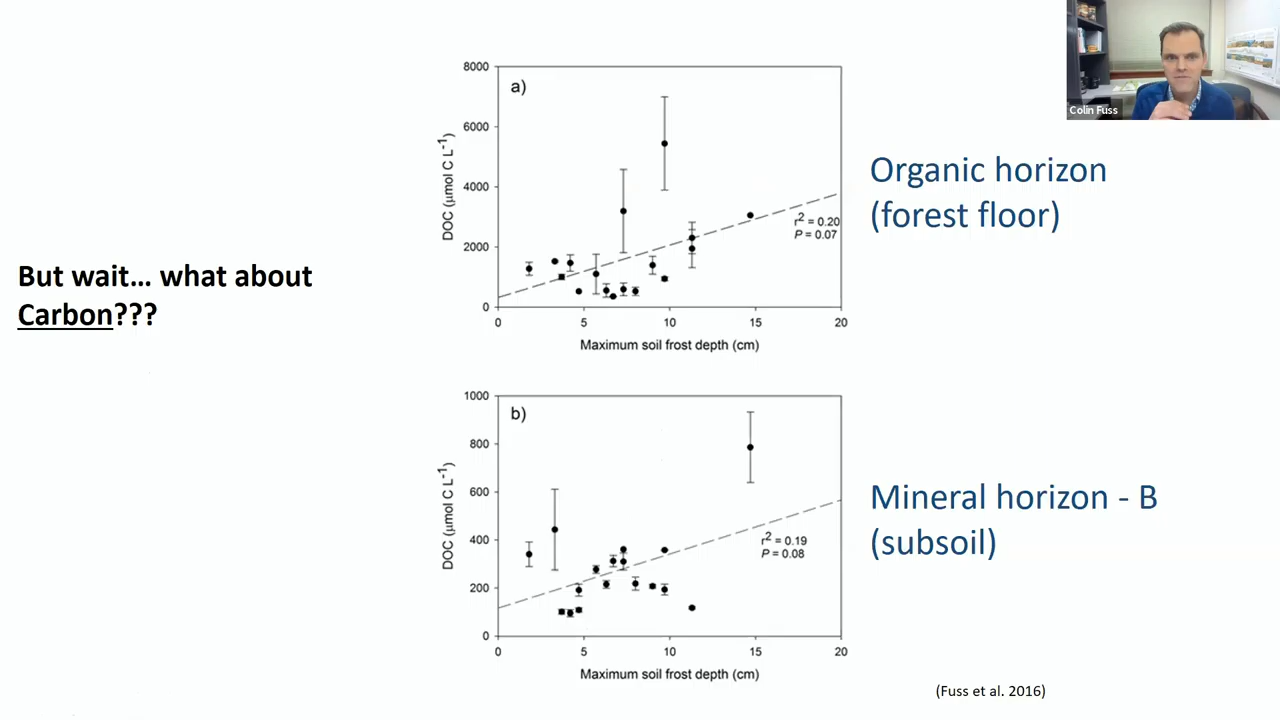 Colin Fuss
But wait... what about
Carbon???
a)
8000
6000
4000
2000
0
DOC (µmol C L⁻¹)
r² = 0.20
P = 0.07
0 5 10 15 20
Maximum soil frost depth (cm)
Organic horizon
(forest floor)
b)
1000
800
600
400
200
0
DOC (µmol C L⁻¹)
r² = 0.19
P = 0.08
0 5 10 15 20
Maximum soil frost depth (cm)
Mineral horizon - B
(subsoil)
(Fuss et al. 2016)